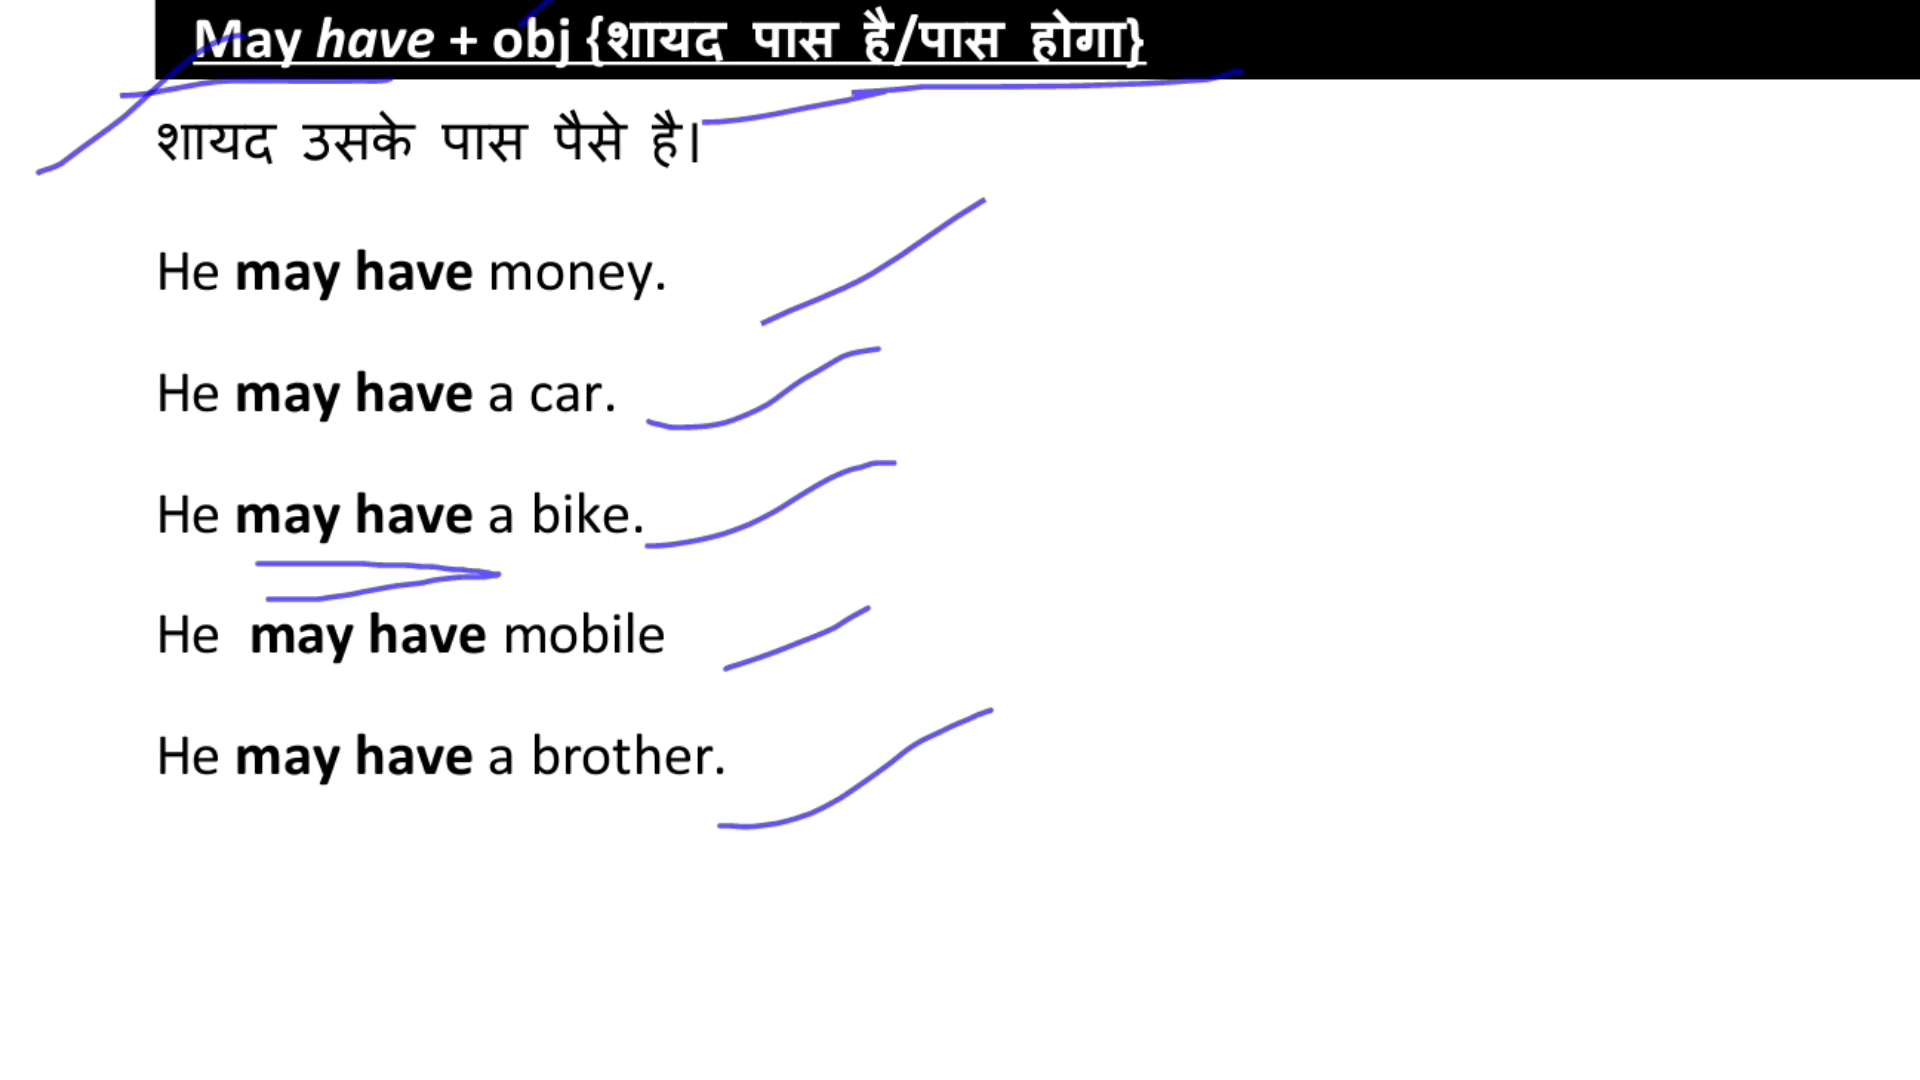 May have + obj {शायद पास है/पास होगा}
शायद उसके पास पैसे है।
He may have money.
He may have a car.
He may have a bike.
He may have mobile
He may have a brother.